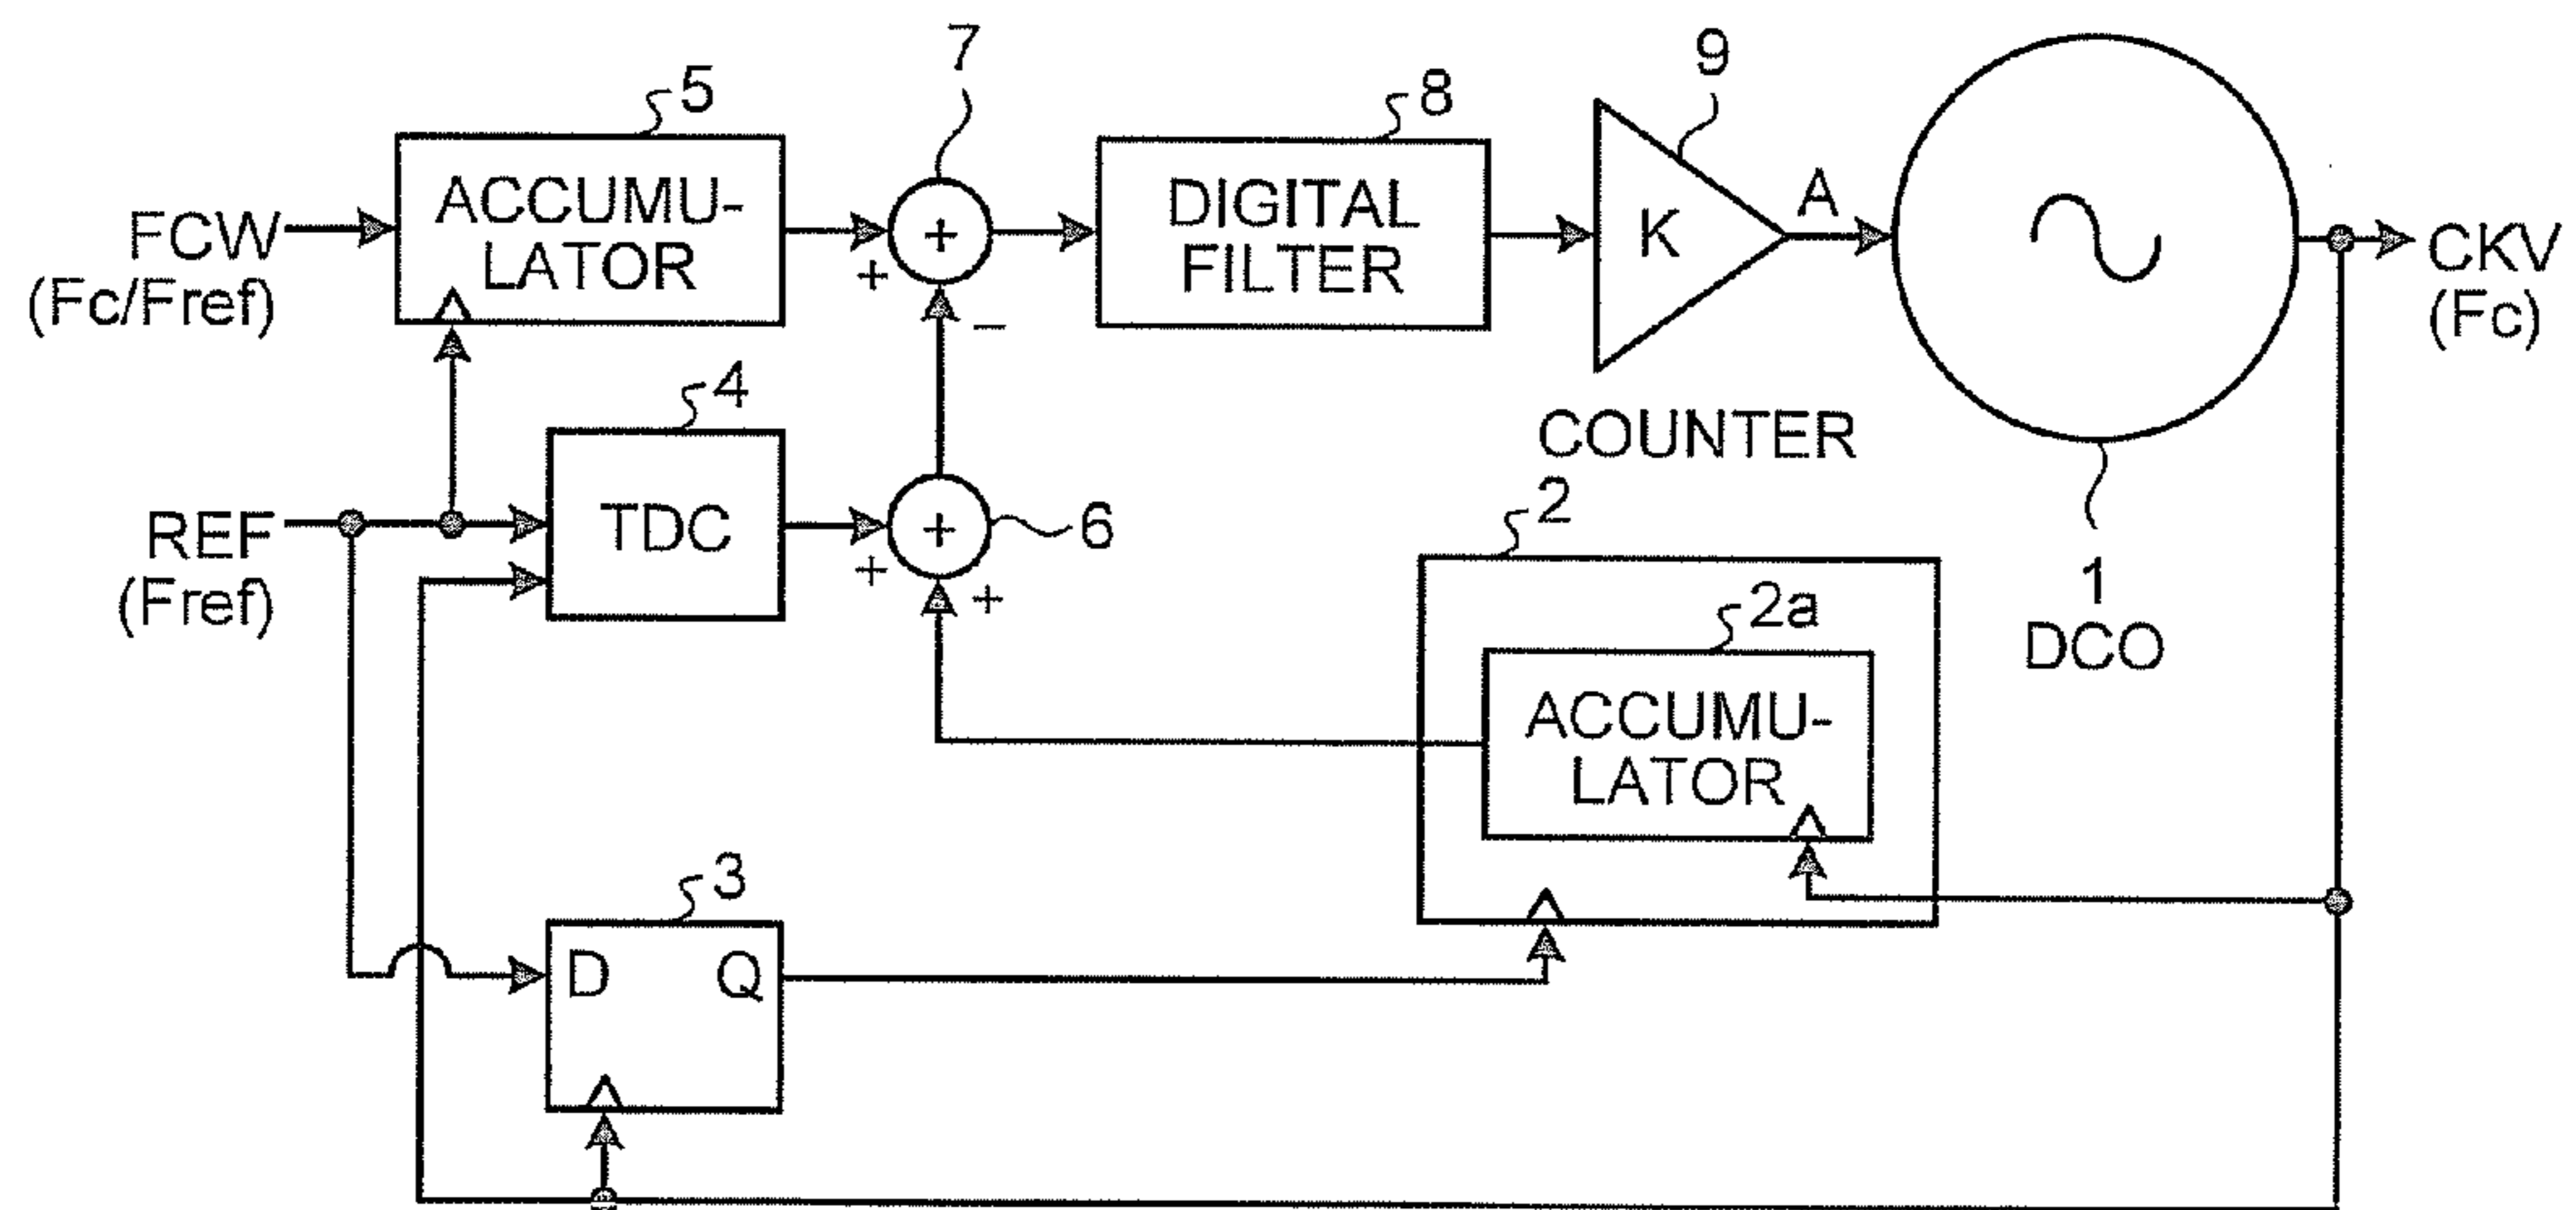 7
9
5
8
ACCUMU-
LATOR
DIGITAL
FILTER
K
A
FCW
(Fc/Fref)
+
+
−
CKV
(Fc)
4
COUNTER
2
REF
(Fref)
TDC
+
6
+
+
1
DCO
2a
ACCUMU-
LATOR
3
D Q